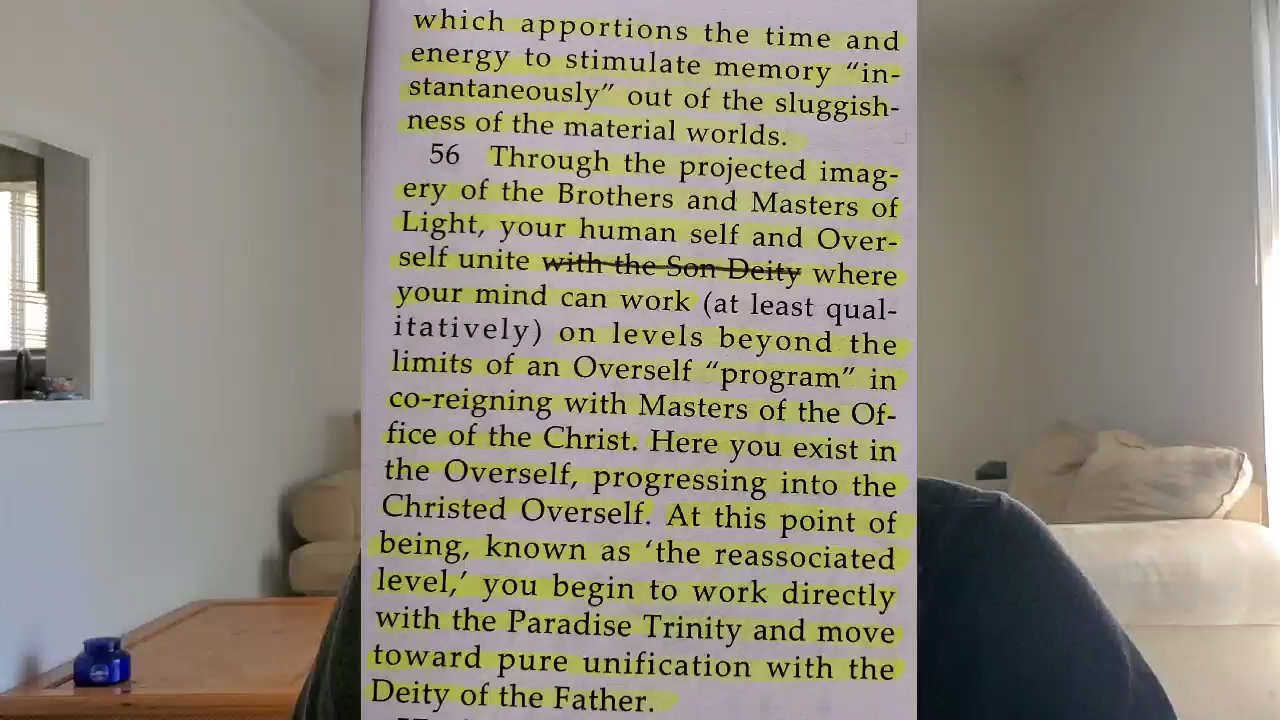 which apportions the time and
energy to stimulate memory “in-
stantaneously” out of the sluggish-
ness of the material worlds.
56 Through the projected imag-
ery of the Brothers and Masters of
Light, your human self and Over-
self unite with the Son Deity where
your mind can work (at least qual-
itatively) on levels beyond the
limits of an Overself “program” in
co-reigning with Masters of the Of-
fice of the Christ. Here you exist in
the Overself, progressing into the
Christed Overself. At this point of
being, known as ‘the reassociated
level,’ you begin to work directly
with the Paradise Trinity and move
toward pure unification with the
Deity of the Father.